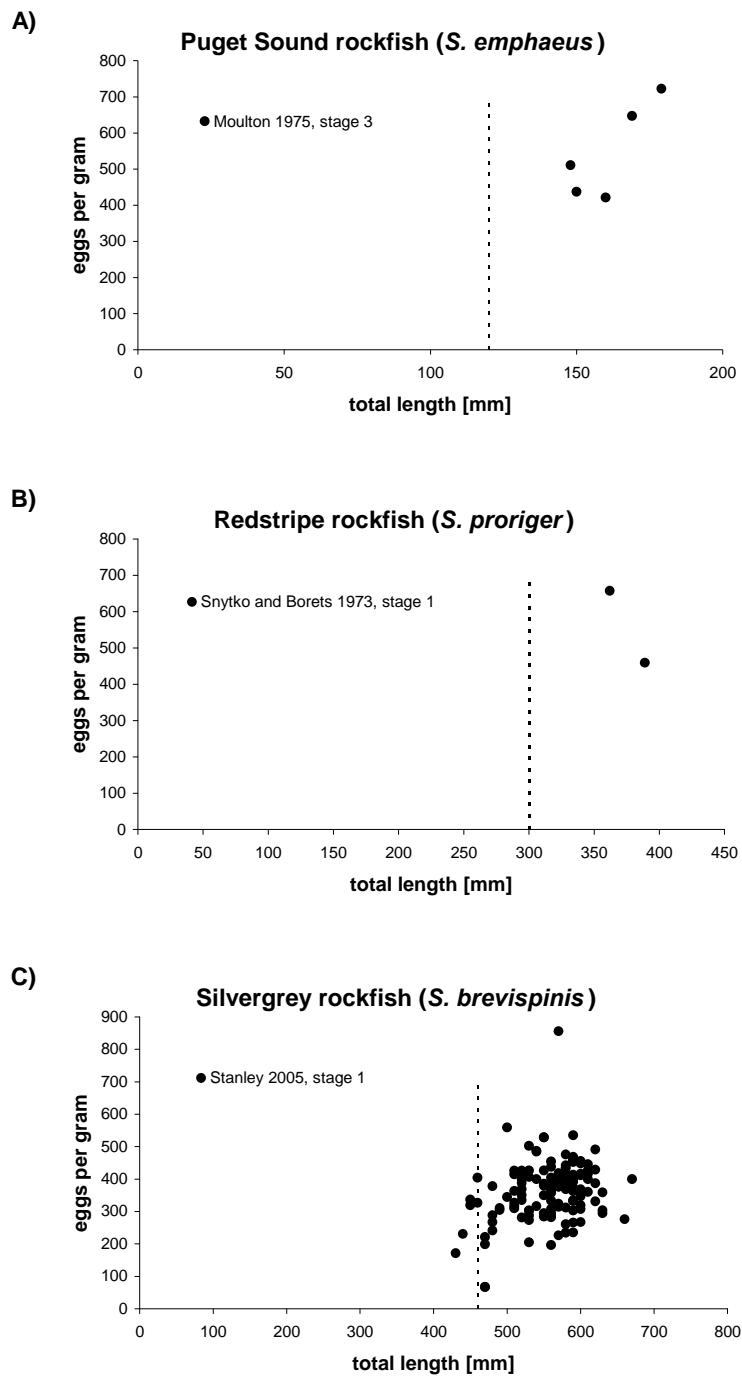 A)
Puget Sound rockfish (S. emphaeus)
800
700
600
500
400
300
200
100
0
eggs per gram
Moulton 1975, stage 3
0 50 100 150 200
total length [mm]
B)
Redstripe rockfish (S. proriger)
800
700
600
500
400
300
200
100
0
eggs per gram
Snytko and Borets 1973, stage 1
0 50 100 150 200 250 300 350 400 450
total length [mm]
C)
Silvergrey rockfish (S. brevispinis)
900
800
700
600
500
400
300
200
100
0
eggs per gram
Stanley 2005, stage 1
0 100 200 300 400 500 600 700 800
total length [mm]